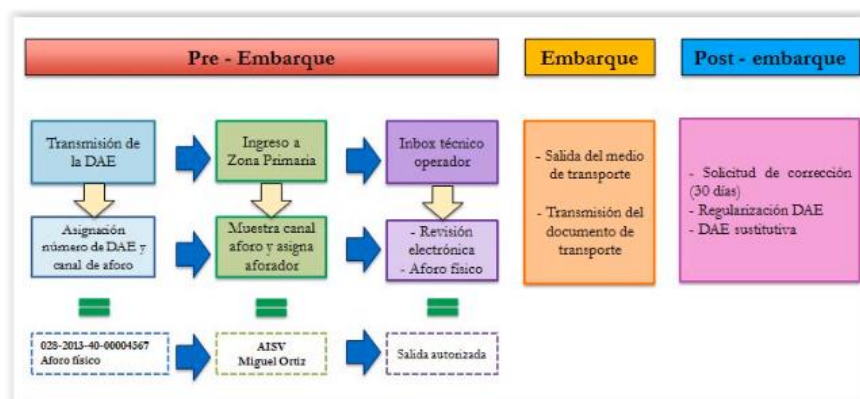 Pre - Embarque
Embarque
Post - embarque
Transmisión de
la DAE
Ingreso a
Zona Primaria
Inbox técnico
operador
Asignación
número de DAE y
canal de aforo
Muestra canal
aforo y asigna
aforador
- Revisión
electrónica
- Aforo físico
028-2013-40-00004567
Aforo físico
AISV
Miguel Ortiz
Salida autorizada
- Salida del medio
de transporte
- Transmisión del
documento de
transporte
- Solicitud de corrección
(30 días)
- Regularización DAE
- DAE sustitutiva